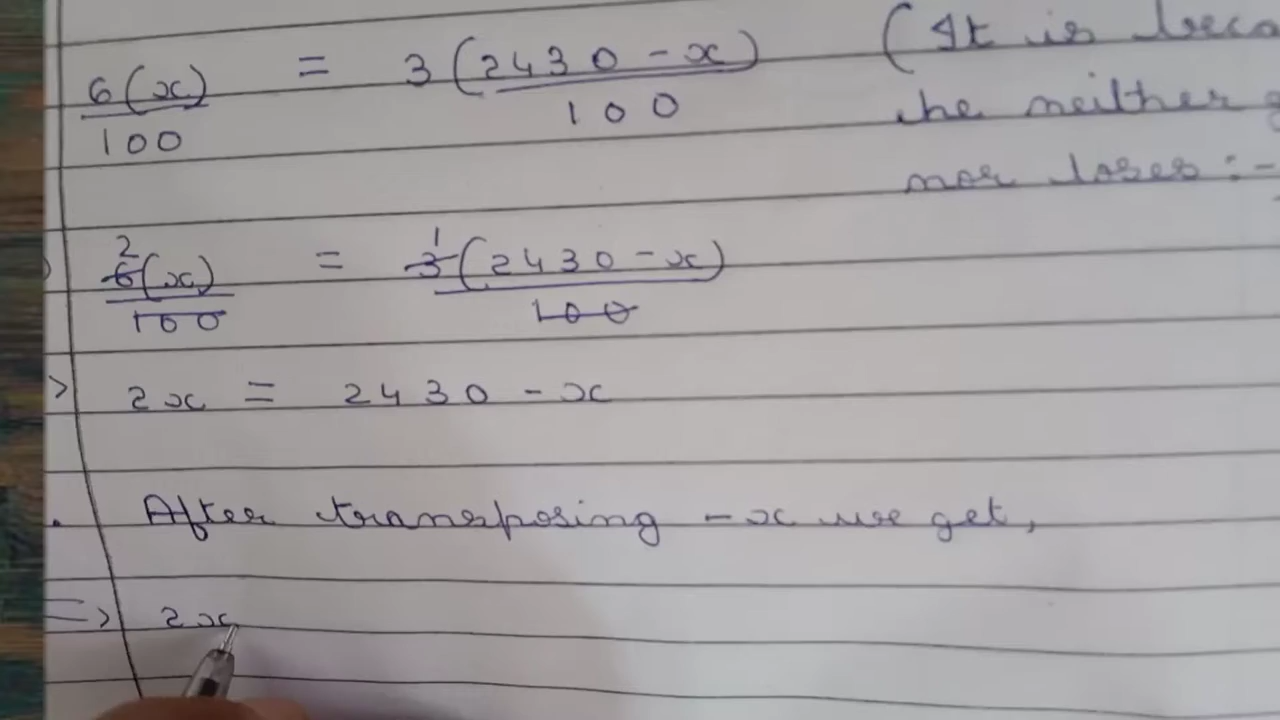 6(x)/100 = 3(2430-x)/100 (It is
he neither
nor loses:-
2 1
6(x)/100 = 3(2430-x)/100
> 2x = 2430-x
After transposing -x we get,
=> 2x